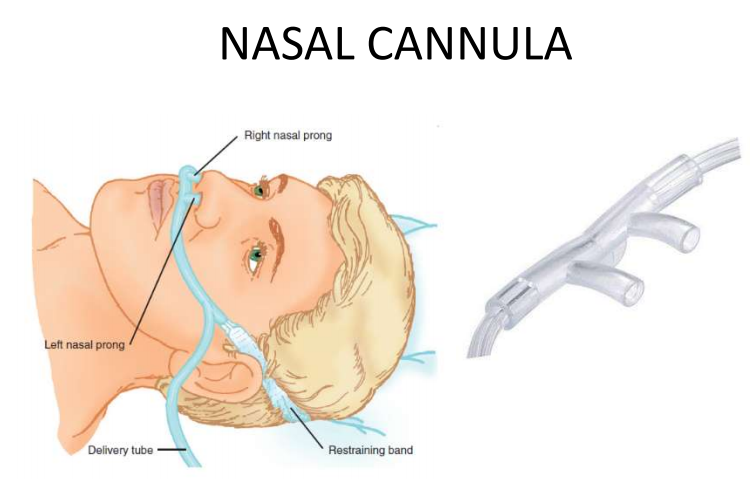 NASAL CANNULA
Right nasal prong
Left nasal prong
Delivery tube
Restraining band